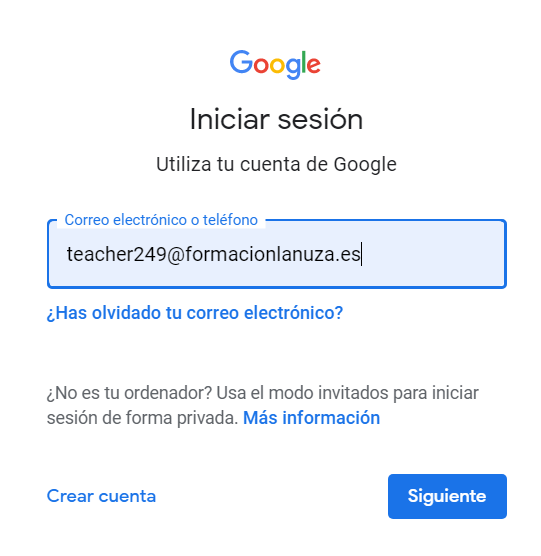 Google
Iniciar sesión
Utiliza tu cuenta de Google
Correo electrónico o teléfono
teacher249@formacionlanuza.es
¿Has olvidado tu correo electrónico?
¿No es tu ordenador? Usa el modo invitados para iniciar
sesión de forma privada. Más información
Crear cuenta
Siguiente